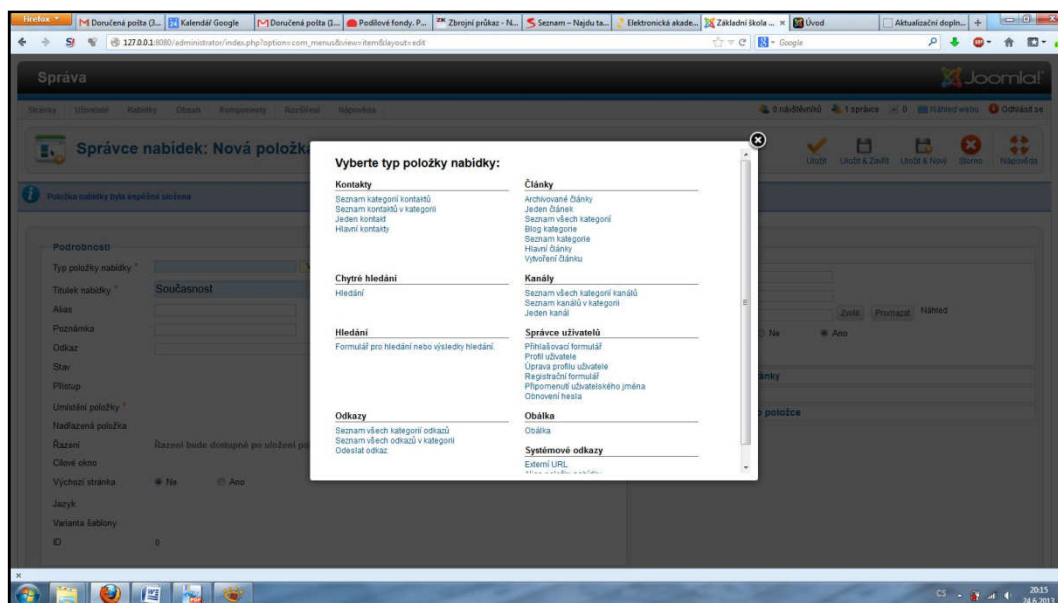 Firefox
Doručená pošta (3...
Kalendář Google
Doručená pošta (1...
Podílové fondy. P...
Zbrojní průkaz - N...
Seznam – Najdu ta...
Elektronická akade...
Základní škola ...
Úvod
Aktualizační dopln...
127.0.0.1:8080/administrator/index.php?option=com_menus&view=item&layout=edit
Google
Správa
Joomla!
Stránky Uživatelé Nabídky Obsah Komponenty Rozšíření Nápověda
0 návštěvníků 1 správce 0 Náhled webu Odhlásit se
Správce nabídek: Nová položka
Uložit Uložit & Zavřít Uložit & Nový Storno Nápověda
Položka nabídky byla úspěšně uložena
Vyberte typ položky nabídky:
Kontakty
Seznam kategorií kontaktů
Seznam kontaktů v kategorii
Jeden kontakt
Hlavní kontakty
Články
Archivované články
Jeden článek
Seznam všech kategorií
Blog kategorie
Seznam kategorie
Hlavní články
Vytvoření článku
Chytré hledání
Hledání
Kanály
Seznam všech kategorií kanálů
Seznam kanálů v kategorii
Jeden kanál
Hledání
Formulář pro hledání nebo výsledky hledání.
Správce uživatelů
Přihlašovací formulář
Profil uživatele
Úprava profilu uživatele
Registrační formulář
Připomenutí uživatelského jména
Obnovení hesla
Odkazy
Seznam všech kategorií odkazů
Seznam všech odkazů v kategorii
Odeslat odkaz
Obálka
Obálka
Systémové odkazy
Externí URL
Alias položky nabídky
Podrobnosti
Typ položky nabídky *
Titulek nabídky *
Současnost
Alias
Poznámka
Odkaz
Stav
Přístup
Umístění položky *
Nadřazená položka
Řazení
Řazení bude dostupné po uložení
Cílové okno
Výchozí stránka
Ne Ano
Jazyk
Varianta šablony
ID
0
Zvolit Promazat Náhled
Ne Ano
položce
CS
20:15
24.6.2013